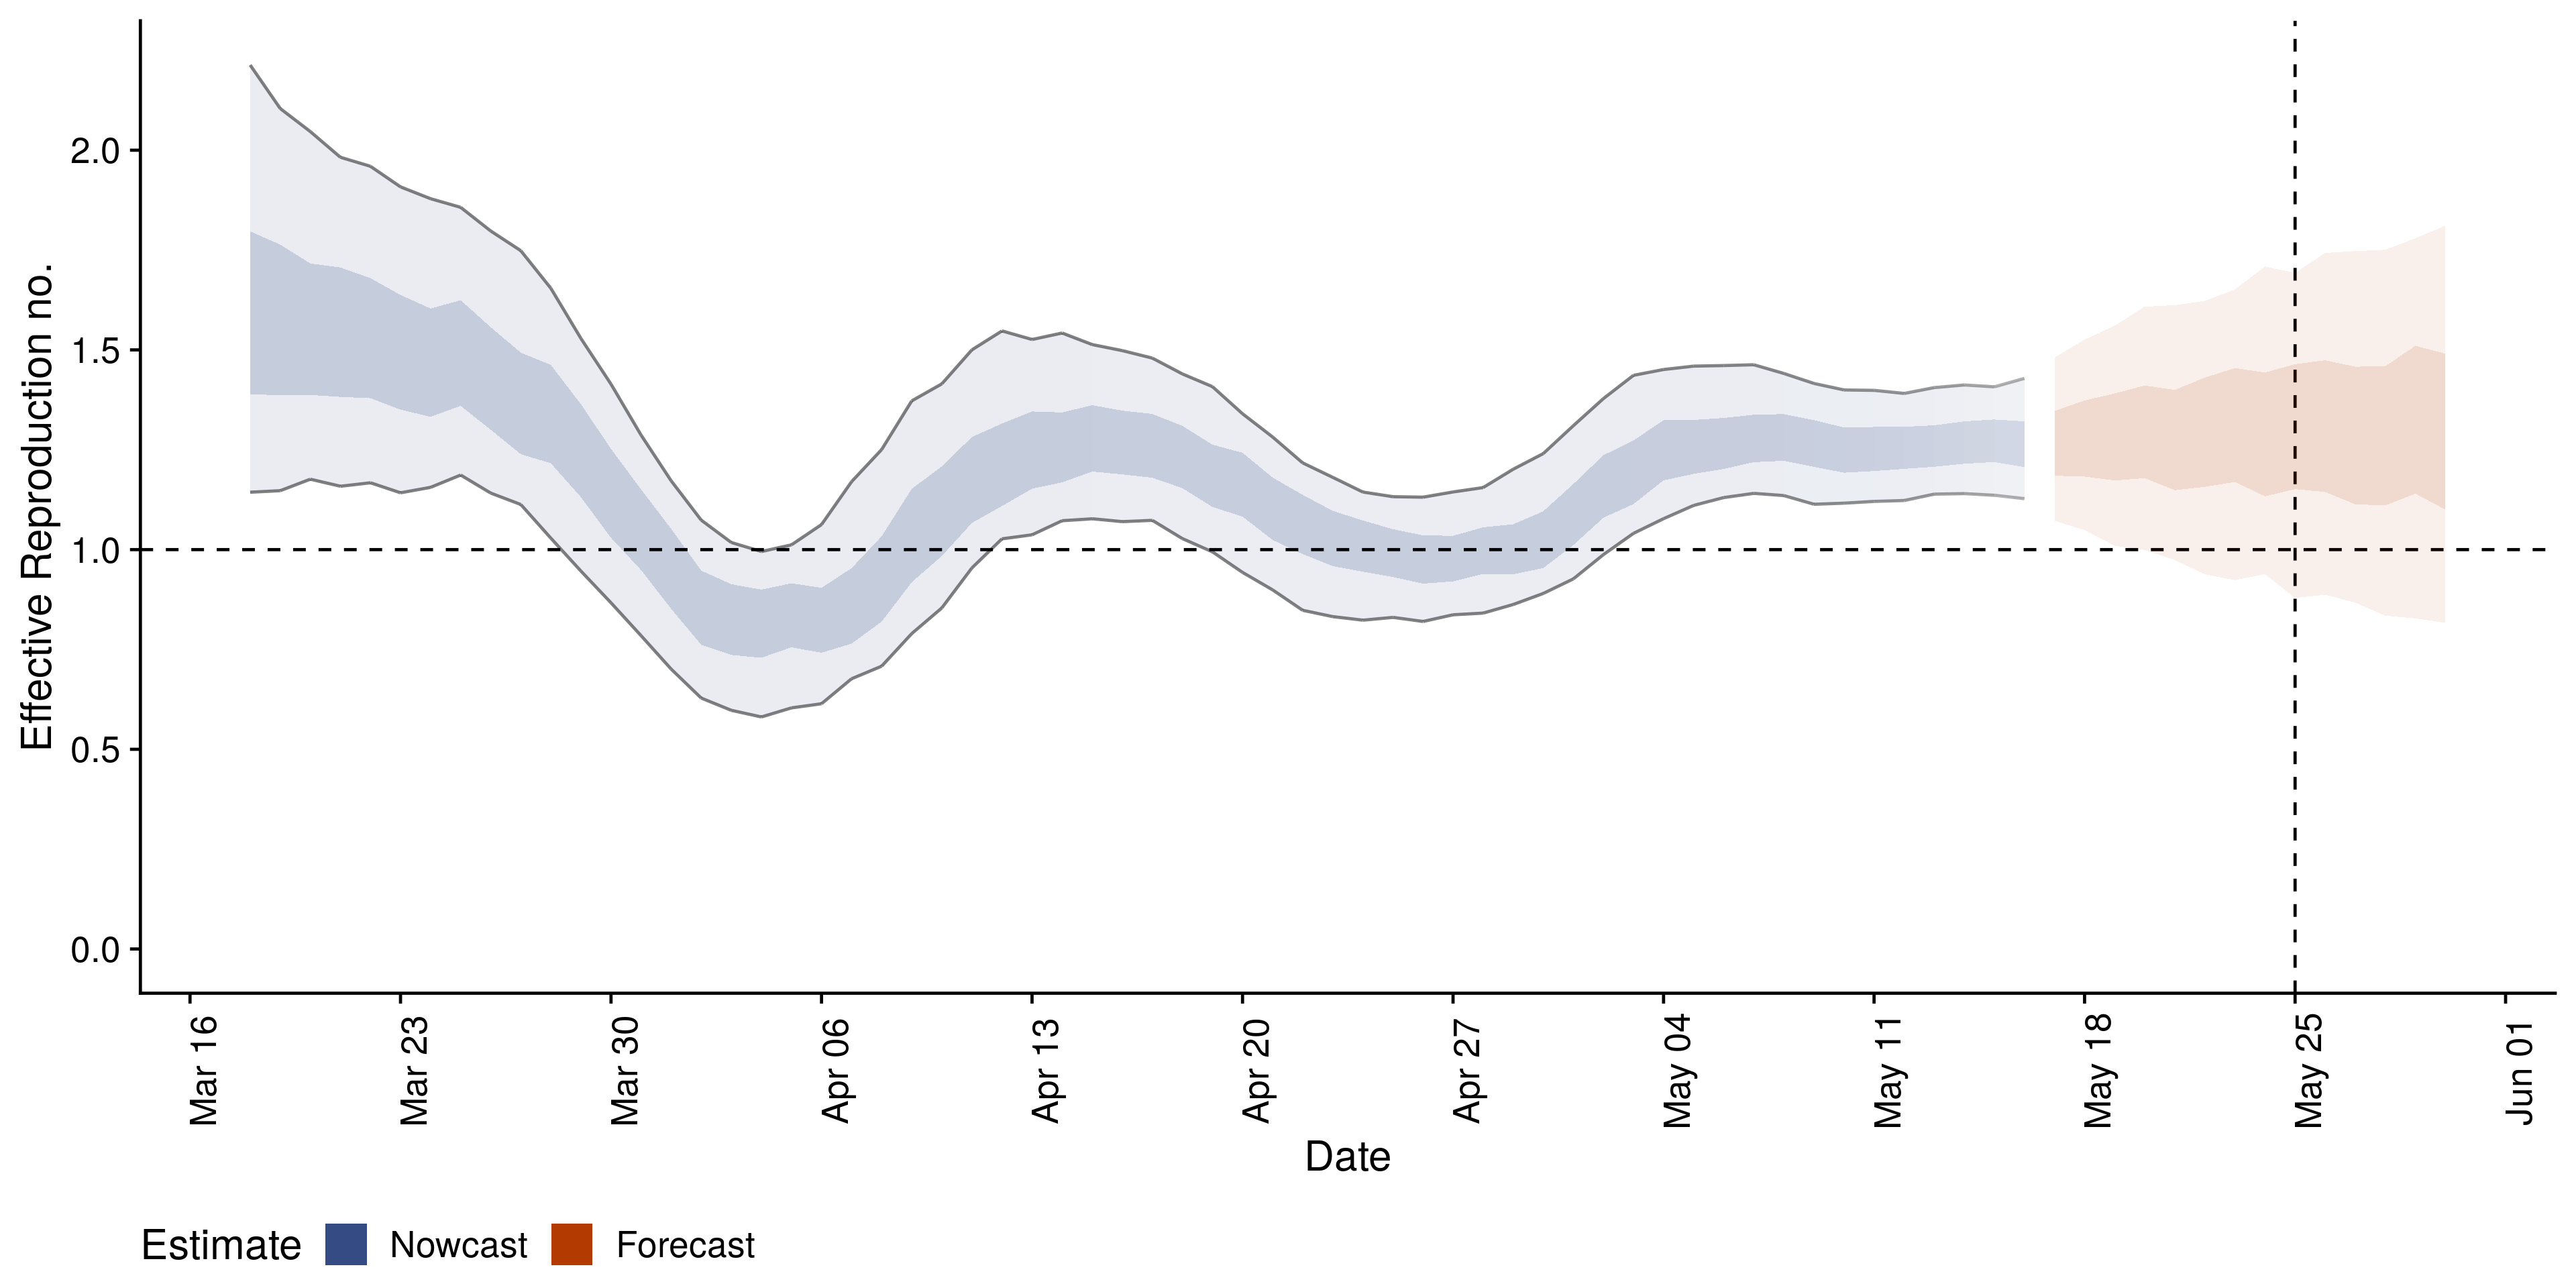 Effective Reproduction no.
2.0
1.5
1.0
0.5
0.0
Mar 16
Mar 23
Mar 30
Apr 06
Apr 13
Apr 20
Apr 27
May 04
May 11
May 18
May 25
Jun 01
Date
Estimate Nowcast Forecast